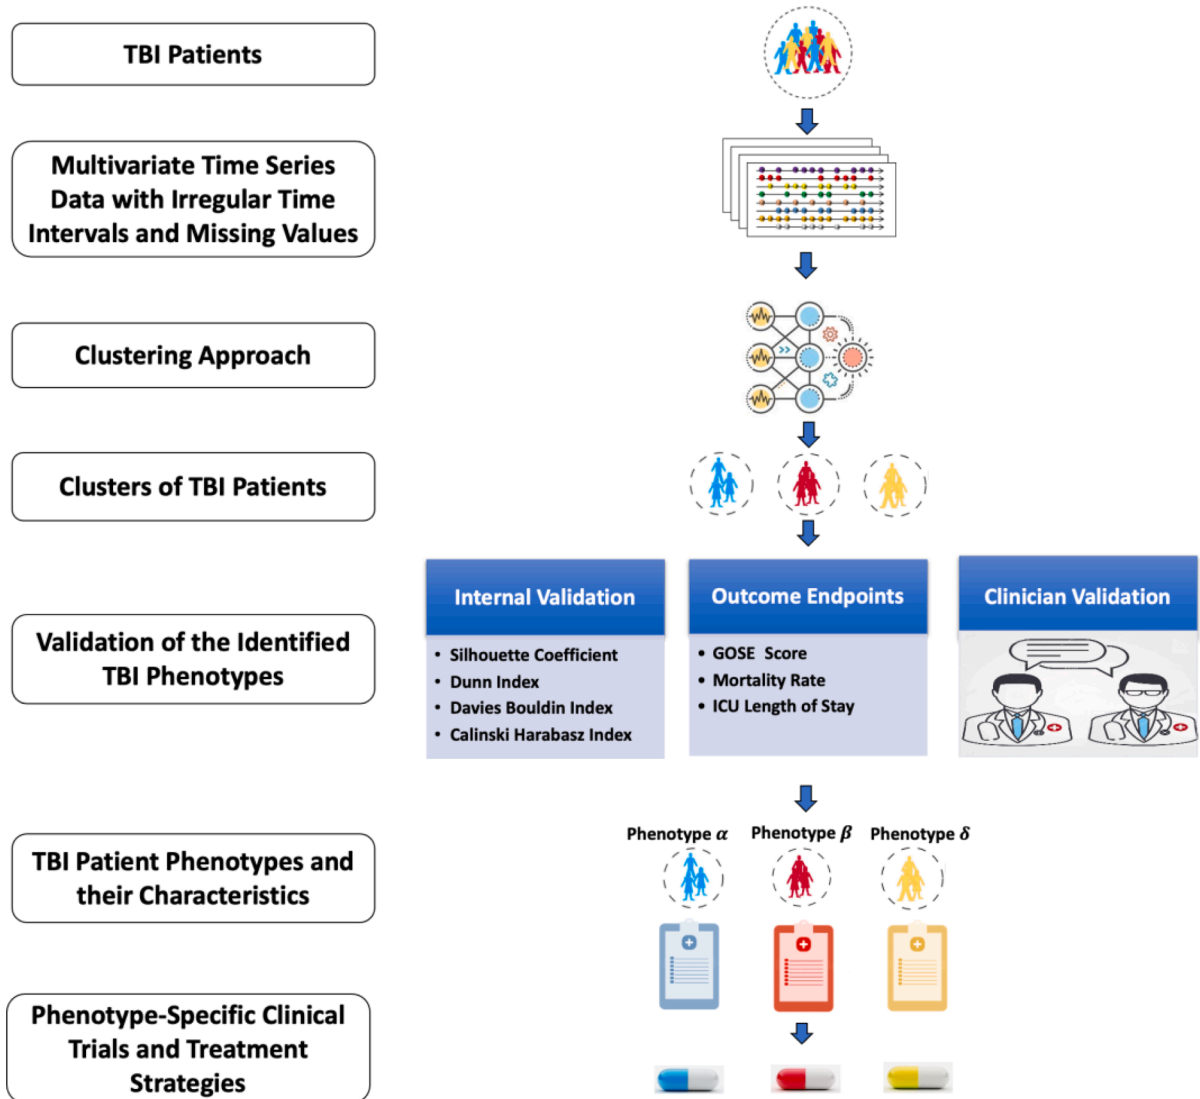 TBI Patients
Multivariate Time Series
Data with Irregular Time
Intervals and Missing Values
Clustering Approach
Clusters of TBI Patients
Validation of the Identified
TBI Phenotypes
Internal Validation
• Silhouette Coefficient
• Dunn Index
• Davies Bouldin Index
• Calinski Harabasz Index
Outcome Endpoints
• GOSE Score
• Mortality Rate
• ICU Length of Stay
Clinician Validation
TBI Patient Phenotypes and
their Characteristics
Phenotype α
Phenotype β
Phenotype δ
Phenotype-Specific Clinical
Trials and Treatment
Strategies